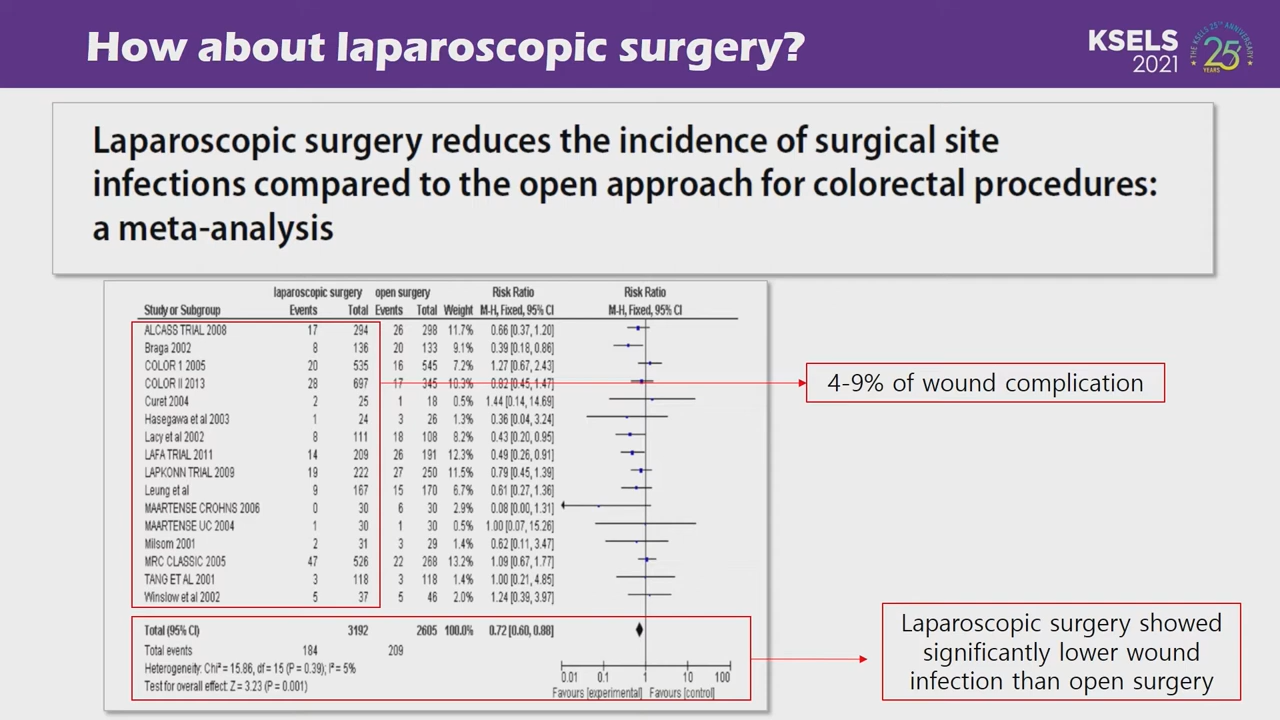 How about laparoscopic surgery?
KSELS
2021
THE KSELS 25TH ANNIVERSARY
25
YEARS
Laparoscopic surgery reduces the incidence of surgical site
infections compared to the open approach for colorectal procedures:
a meta-analysis
laparoscopic surgery open surgery Risk Ratio Risk Ratio
Study or Subgroup Events Total Events Total Weight M-H, Fixed, 95% CI M-H, Fixed, 95% CI
ALCASS TRIAL 2008 17 294 26 298 11.7% 0.66 [0.37, 1.20]
Braga 2002 8 136 20 133 9.1% 0.39 [0.18, 0.86]
COLOR 1 2005 20 535 16 545 7.2% 1.27 [0.67, 2.43]
COLOR II 2013 28 697 17 345 10.3% 0.82 [0.45, 1.47]
Curet 2004 2 25 1 18 0.5% 1.44 [0.14, 14.69]
Hasegawa et al 2003 1 24 3 26 1.3% 0.36 [0.04, 3.24]
Lacy et al 2002 8 111 18 108 8.2% 0.43 [0.20, 0.95]
LAFA TRIAL 2011 14 209 26 191 12.3% 0.49 [0.26, 0.91]
LAPKONN TRIAL 2009 19 222 27 250 11.5% 0.79 [0.45, 1.39]
Leung et al 9 167 15 170 6.7% 0.61 [0.27, 1.36]
MAARTENSE CROHNS 2006 0 30 6 30 2.9% 0.08 [0.00, 1.31]
MAARTENSE UC 2004 1 30 1 30 0.5% 1.00 [0.07, 15.26]
Milsom 2001 2 31 3 29 1.4% 0.62 [0.11, 3.47]
MRC CLASSIC 2005 47 526 22 268 13.2% 1.09 [0.67, 1.77]
TANG ET AL 2001 3 118 3 118 1.4% 1.00 [0.21, 4.85]
Winslow et al 2002 5 37 5 46 2.0% 1.24 [0.39, 3.97]
Total (95% CI) 3192 2605 100.0% 0.72 [0.60, 0.88]
Total events 184 209
Heterogeneity: Chi² = 15.86, df = 15 (P = 0.39); I² = 5%
Test for overall effect: Z = 3.23 (P = 0.001)
0.01 0.1 1 10 100
Favours [experimental] Favours [control]
4-9% of wound complication
Laparoscopic surgery showed
significantly lower wound
infection than open surgery